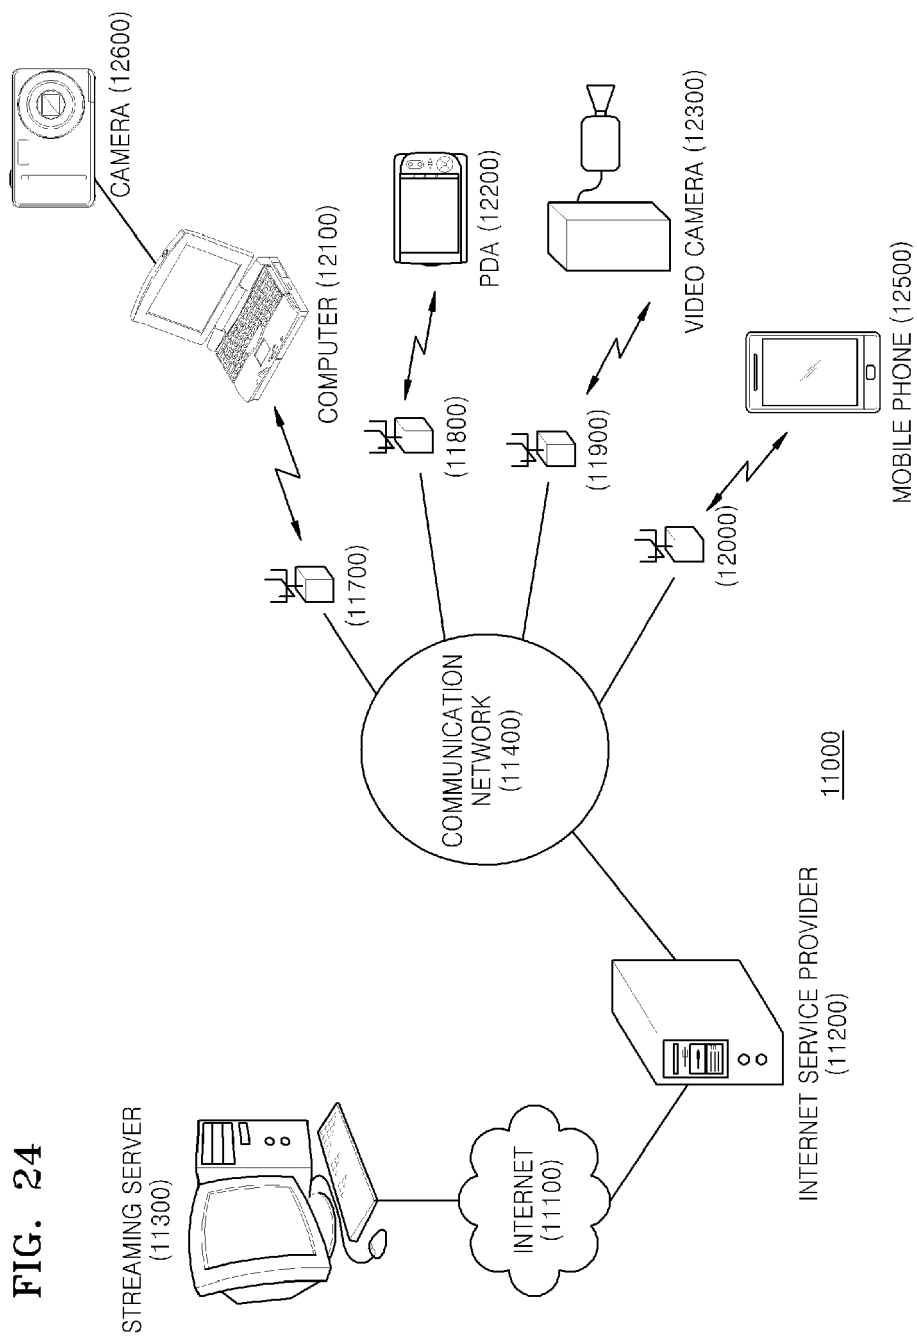 FIG. 24
STREAMING SERVER
(11300)
INTERNET
(11100)
INTERNET SERVICE PROVIDER
(11200)
COMMUNICATION
NETWORK
(11400)
11000
(11700)
(11800)
(11900)
(12000)
CAMERA (12600)
COMPUTER (12100)
PDA (12200)
VIDEO CAMERA (12300)
MOBILE PHONE (12500)